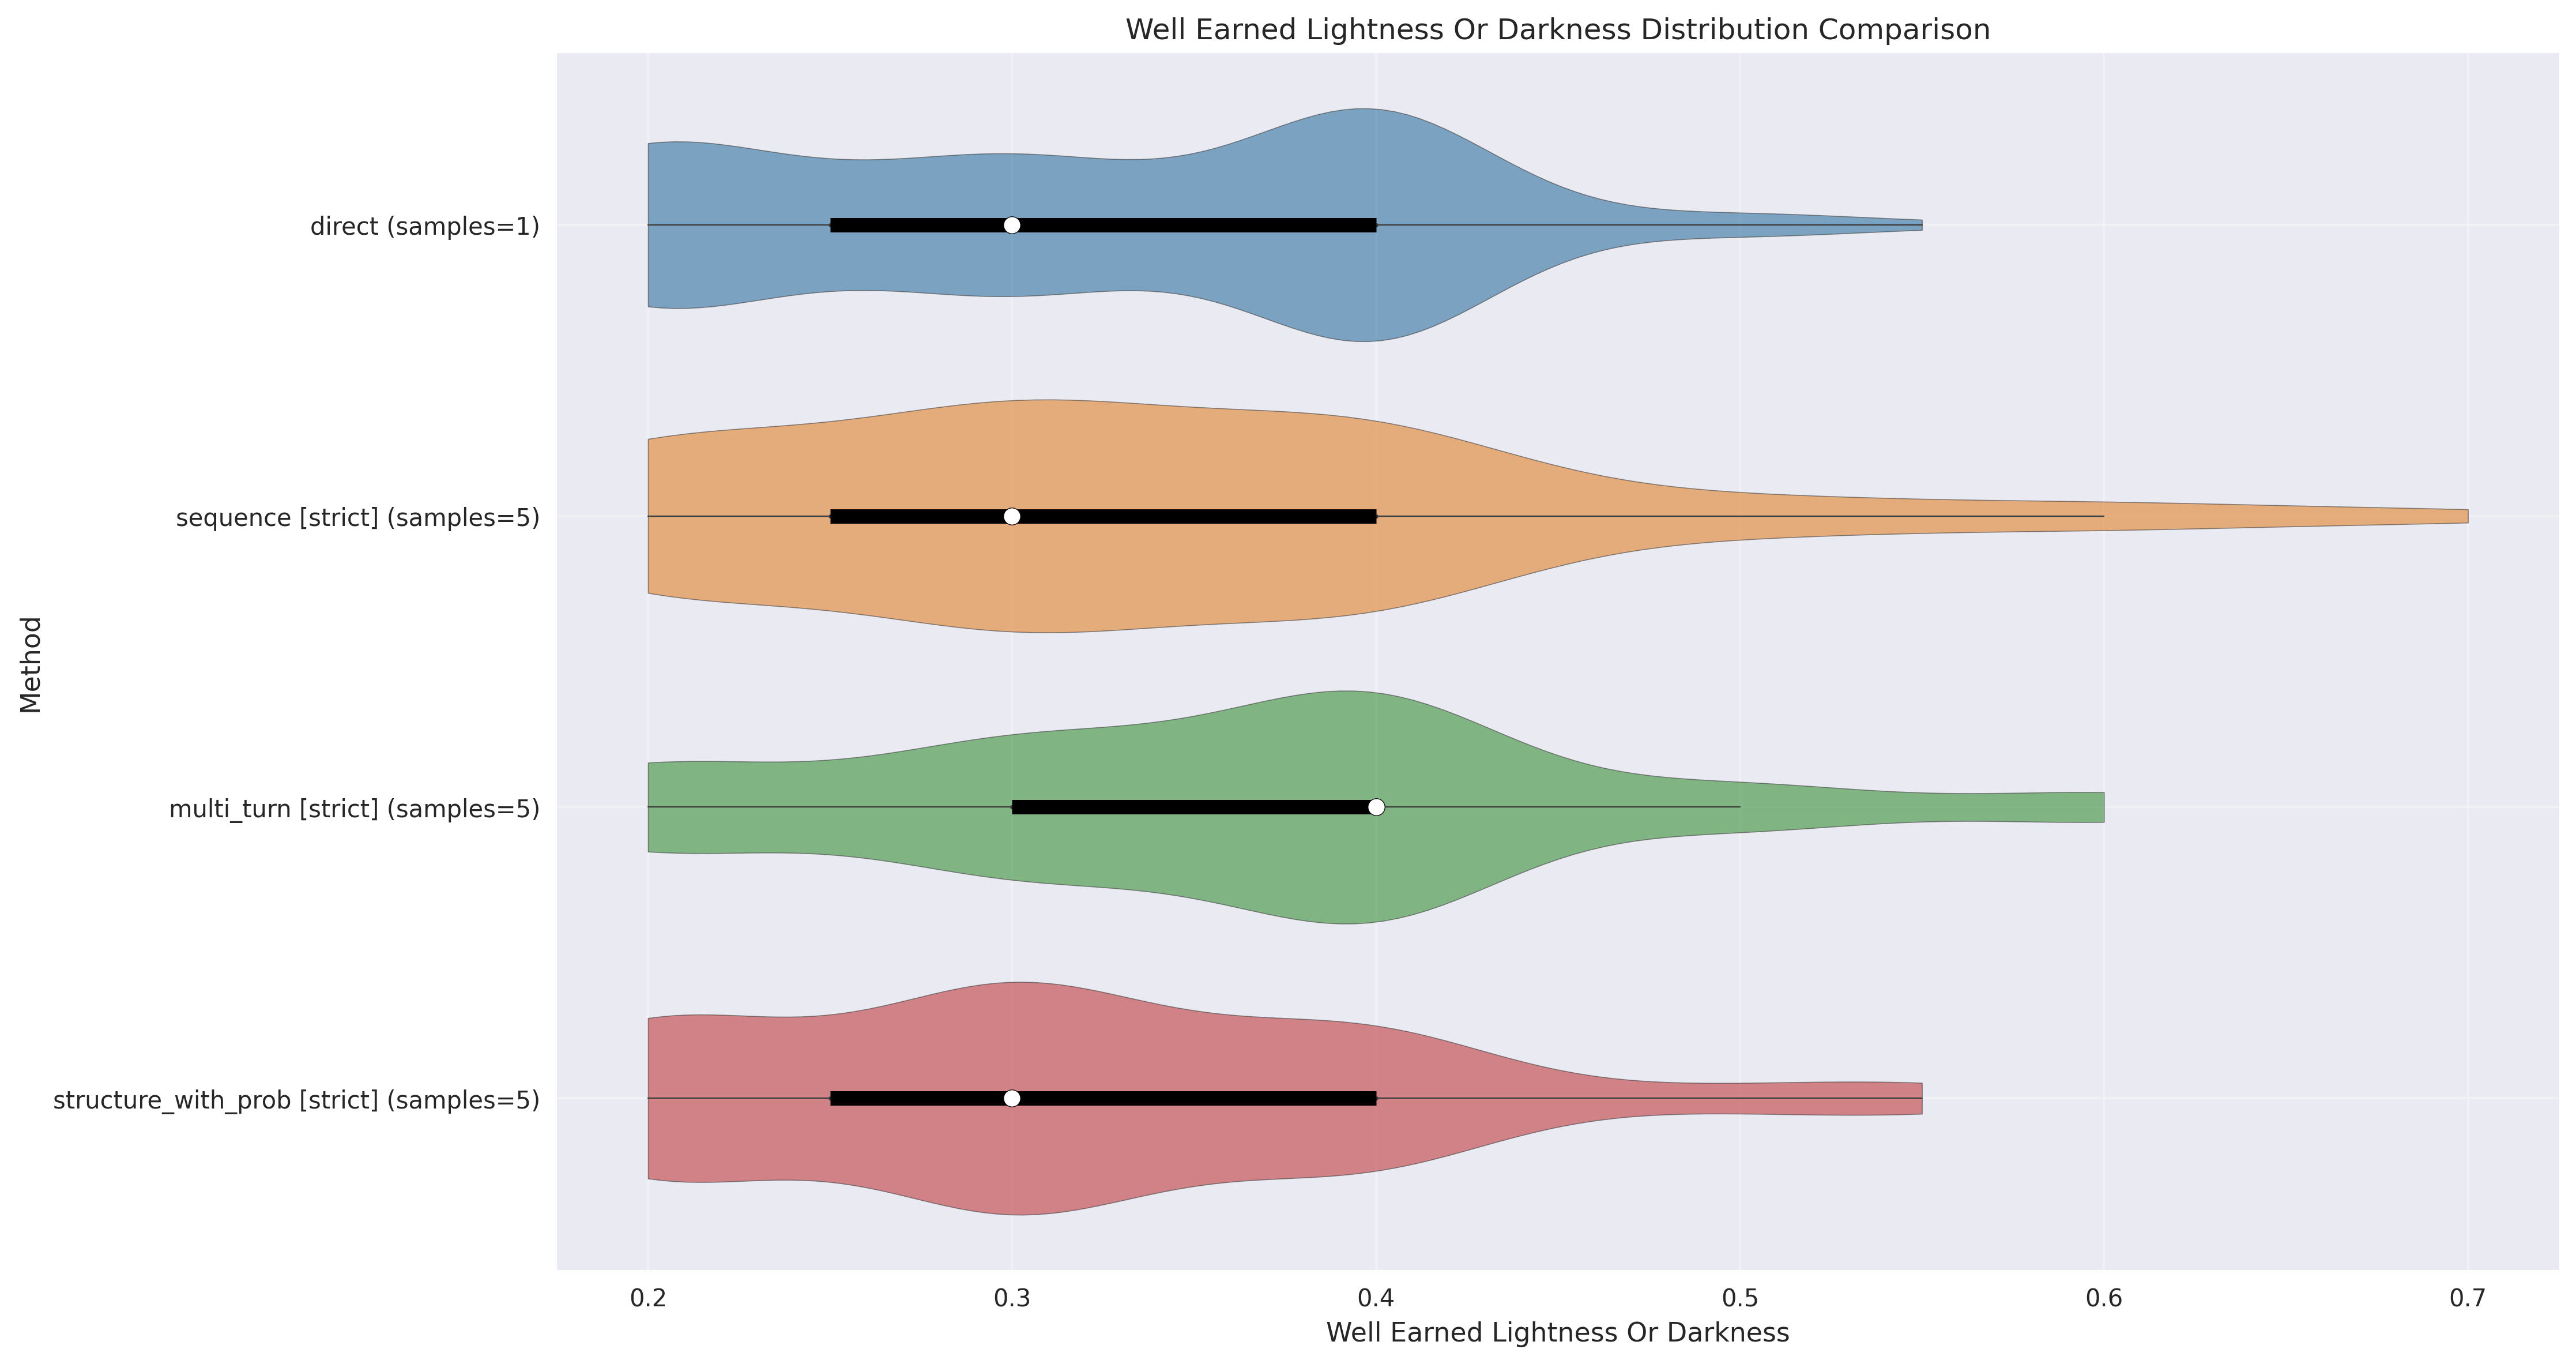 Well Earned Lightness Or Darkness Distribution Comparison
Method
direct (samples=1)
sequence [strict] (samples=5)
multi_turn [strict] (samples=5)
structure_with_prob [strict] (samples=5)
0.2 0.3 0.4 0.5 0.6 0.7
Well Earned Lightness Or Darkness